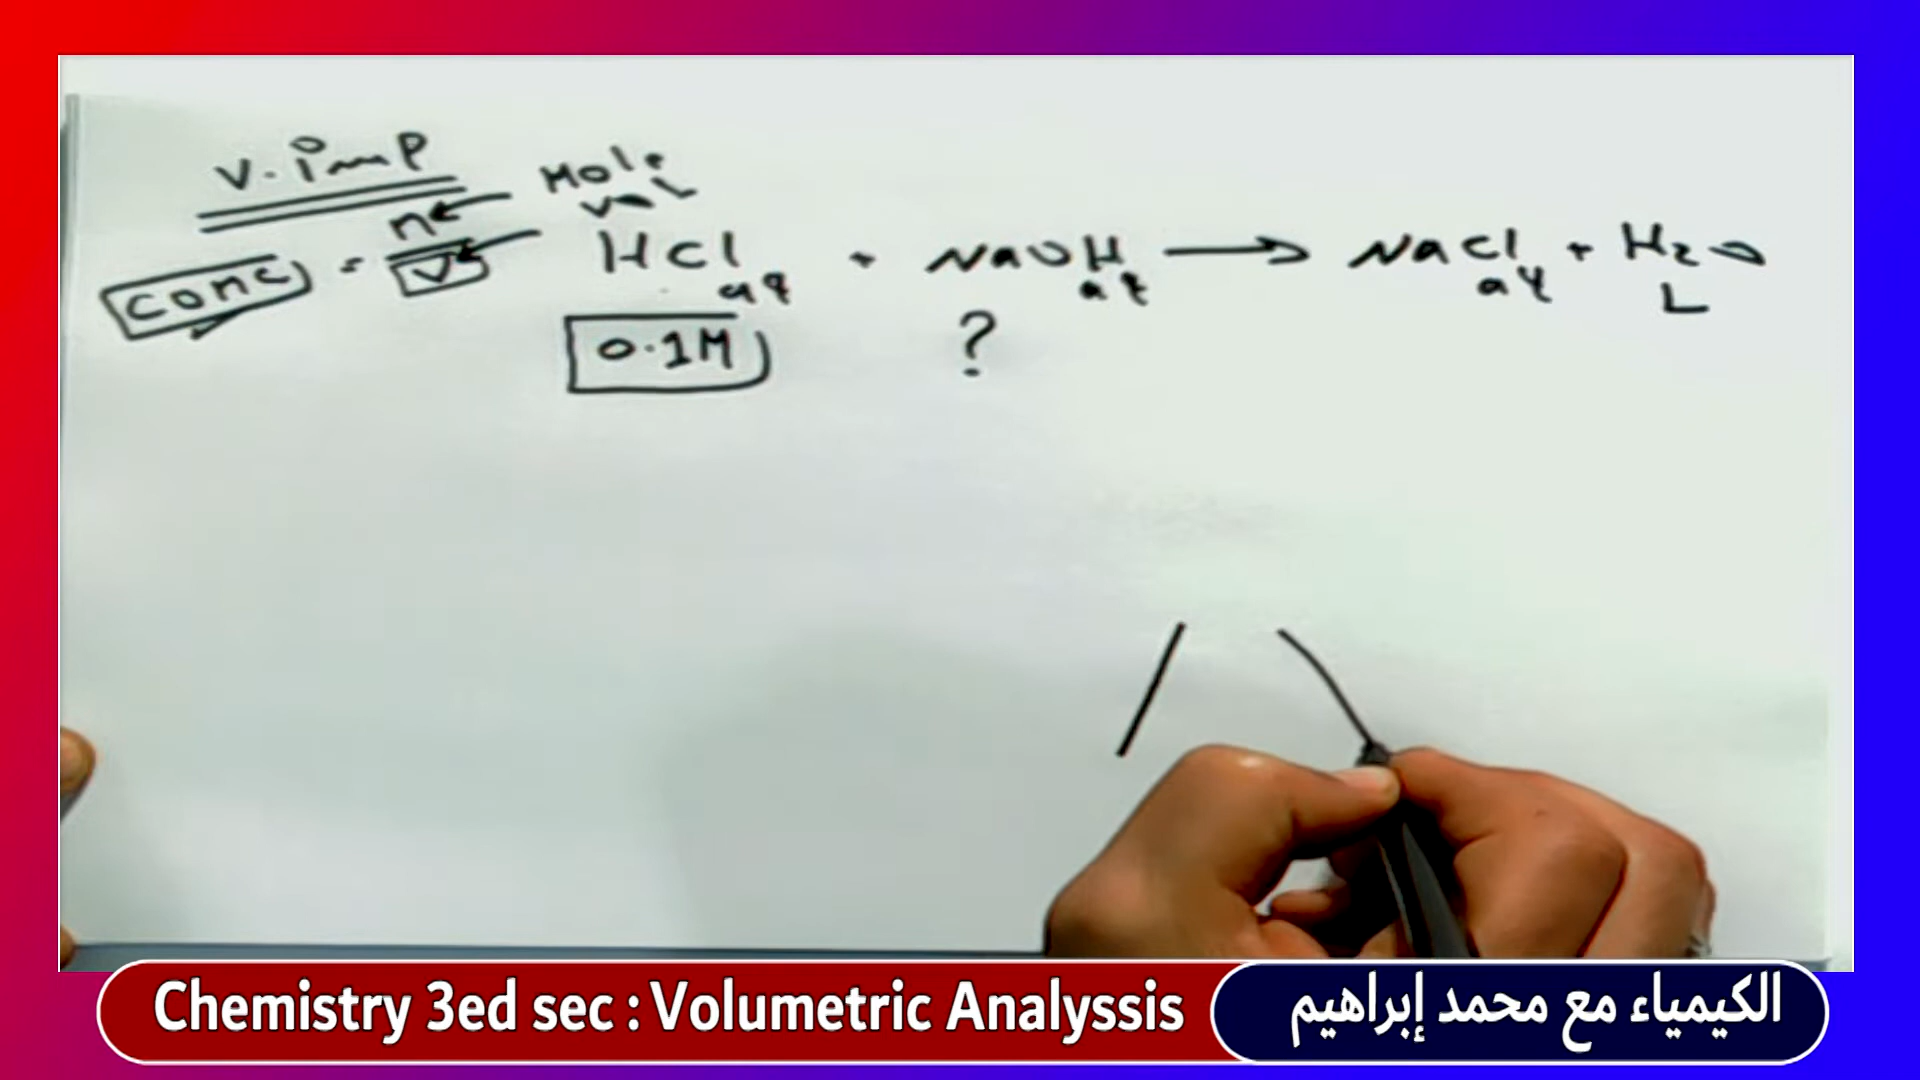 V. imp
Mole
n
vol
conc = V
HCl aq + NaOH aq → NaCl aq + H2O L
0.1M ?
Chemistry 3ed sec : Volumetric Analyssis
الكيمياء مع محمد إبراهيم